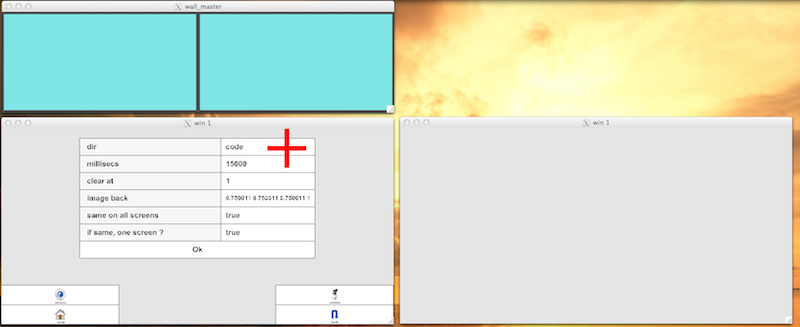 wall_master
win 1
win 1
dir code
millisecs 15000
clear at 1
image back 0.750011 0.750011 0.750011 1
same on all screens true
if same, one screen ? true
Ok